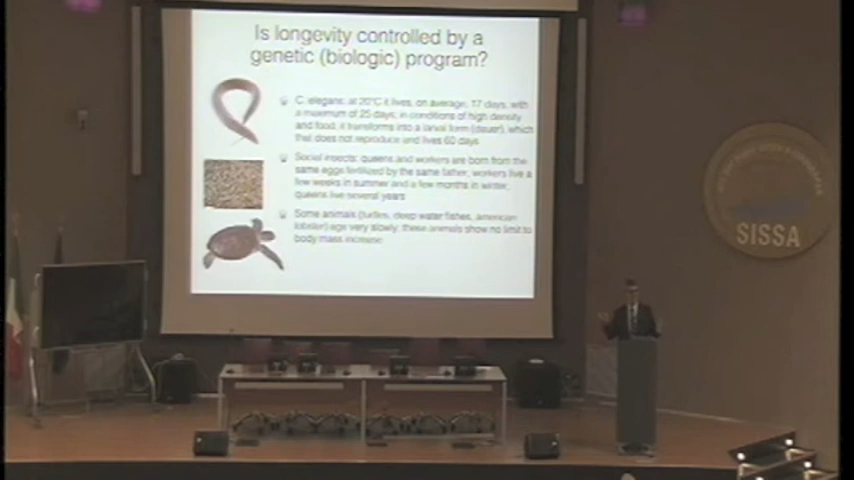 Is longevity controlled by a
genetic (biologic) program?
C. elegans: at 20°C it lives, on average, 17 days, with
a maximum of 25 days; in conditions of high density
and food, it transforms into a larval form (dauer), which
does not reproduce and lives 60 days
Social insects: queens and workers are born from the
same eggs fertilized by the same father; workers live a
few weeks in summer and a few months in winter;
queens live several years
Some animals (turtles, deep water fishes, american
lobster) age very slowly; these animals show no limit to
body mass increase
SISSA